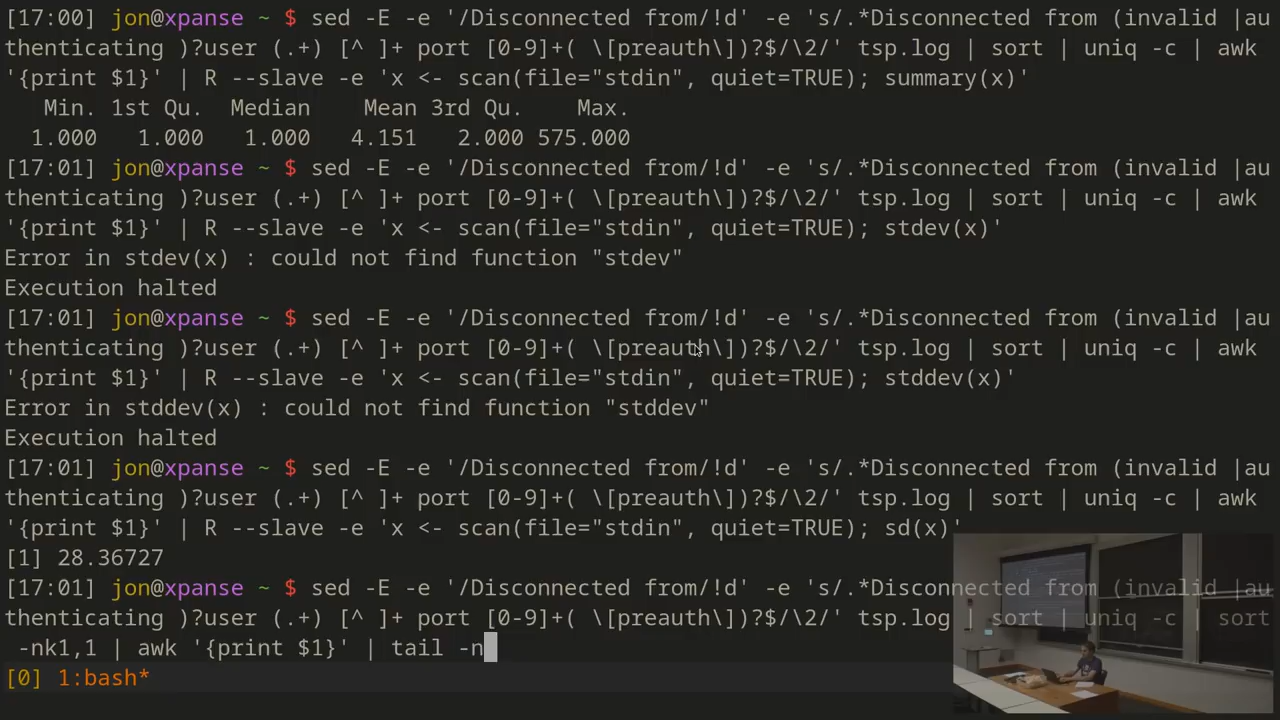 [17:00] jon@xpanse ~ $ sed -E -e '/Disconnected from/!d' -e 's/.*Disconnected from (invalid |au
thenticating )?user (.+) [^ ]+ port [0-9]+( \[preauth\])?$/\2/' tsp.log | sort | uniq -c | awk
'{print $1}' | R --slave -e 'x <- scan(file="stdin", quiet=TRUE); summary(x)'
   Min. 1st Qu.  Median    Mean 3rd Qu.    Max.
  1.000   1.000   1.000   4.151   2.000 575.000
[17:01] jon@xpanse ~ $ sed -E -e '/Disconnected from/!d' -e 's/.*Disconnected from (invalid |au
thenticating )?user (.+) [^ ]+ port [0-9]+( \[preauth\])?$/\2/' tsp.log | sort | uniq -c | awk
'{print $1}' | R --slave -e 'x <- scan(file="stdin", quiet=TRUE); stdev(x)'
Error in stdev(x) : could not find function "stdev"
Execution halted
[17:01] jon@xpanse ~ $ sed -E -e '/Disconnected from/!d' -e 's/.*Disconnected from (invalid |au
thenticating )?user (.+) [^ ]+ port [0-9]+( \[preauth\])?$/\2/' tsp.log | sort | uniq -c | awk
'{print $1}' | R --slave -e 'x <- scan(file="stdin", quiet=TRUE); stddev(x)'
Error in stddev(x) : could not find function "stddev"
Execution halted
[17:01] jon@xpanse ~ $ sed -E -e '/Disconnected from/!d' -e 's/.*Disconnected from (invalid |au
thenticating )?user (.+) [^ ]+ port [0-9]+( \[preauth\])?$/\2/' tsp.log | sort | uniq -c | awk
'{print $1}' | R --slave -e 'x <- scan(file="stdin", quiet=TRUE); sd(x)'
[1] 28.36727
[17:01] jon@xpanse ~ $ sed -E -e '/Disconnected from/!d' -e 's/.*Disconnected from (invalid |au
thenticating )?user (.+) [^ ]+ port [0-9]+( \[preauth\])?$/\2/' tsp.log | sort | uniq -c | sort
 -nk1,1 | awk '{print $1}' | tail -n
[0] 1:bash*